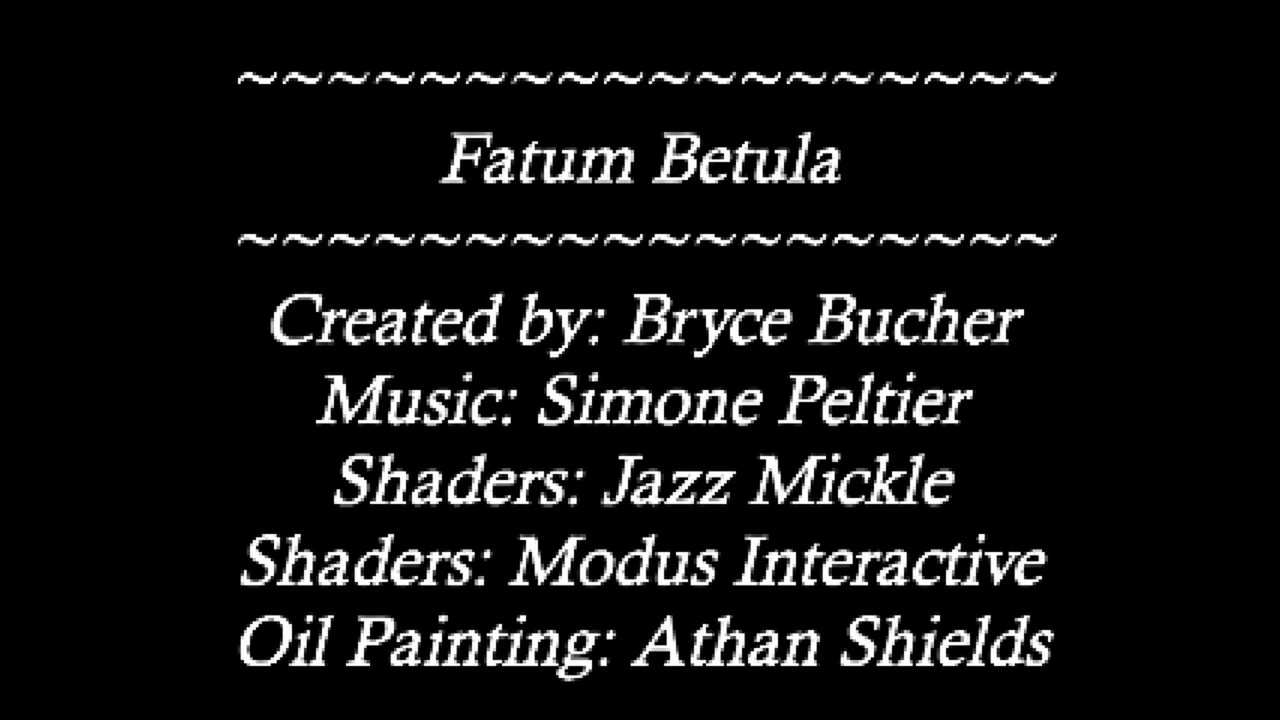 ~~~~~~~~~~~~~~~~~~
Fatum Betula
~~~~~~~~~~~~~~~~~~
Created by: Bryce Bucher
Music: Simone Peltier
Shaders: Jazz Mickle
Shaders: Modus Interactive
Oil Painting: Athan Shields